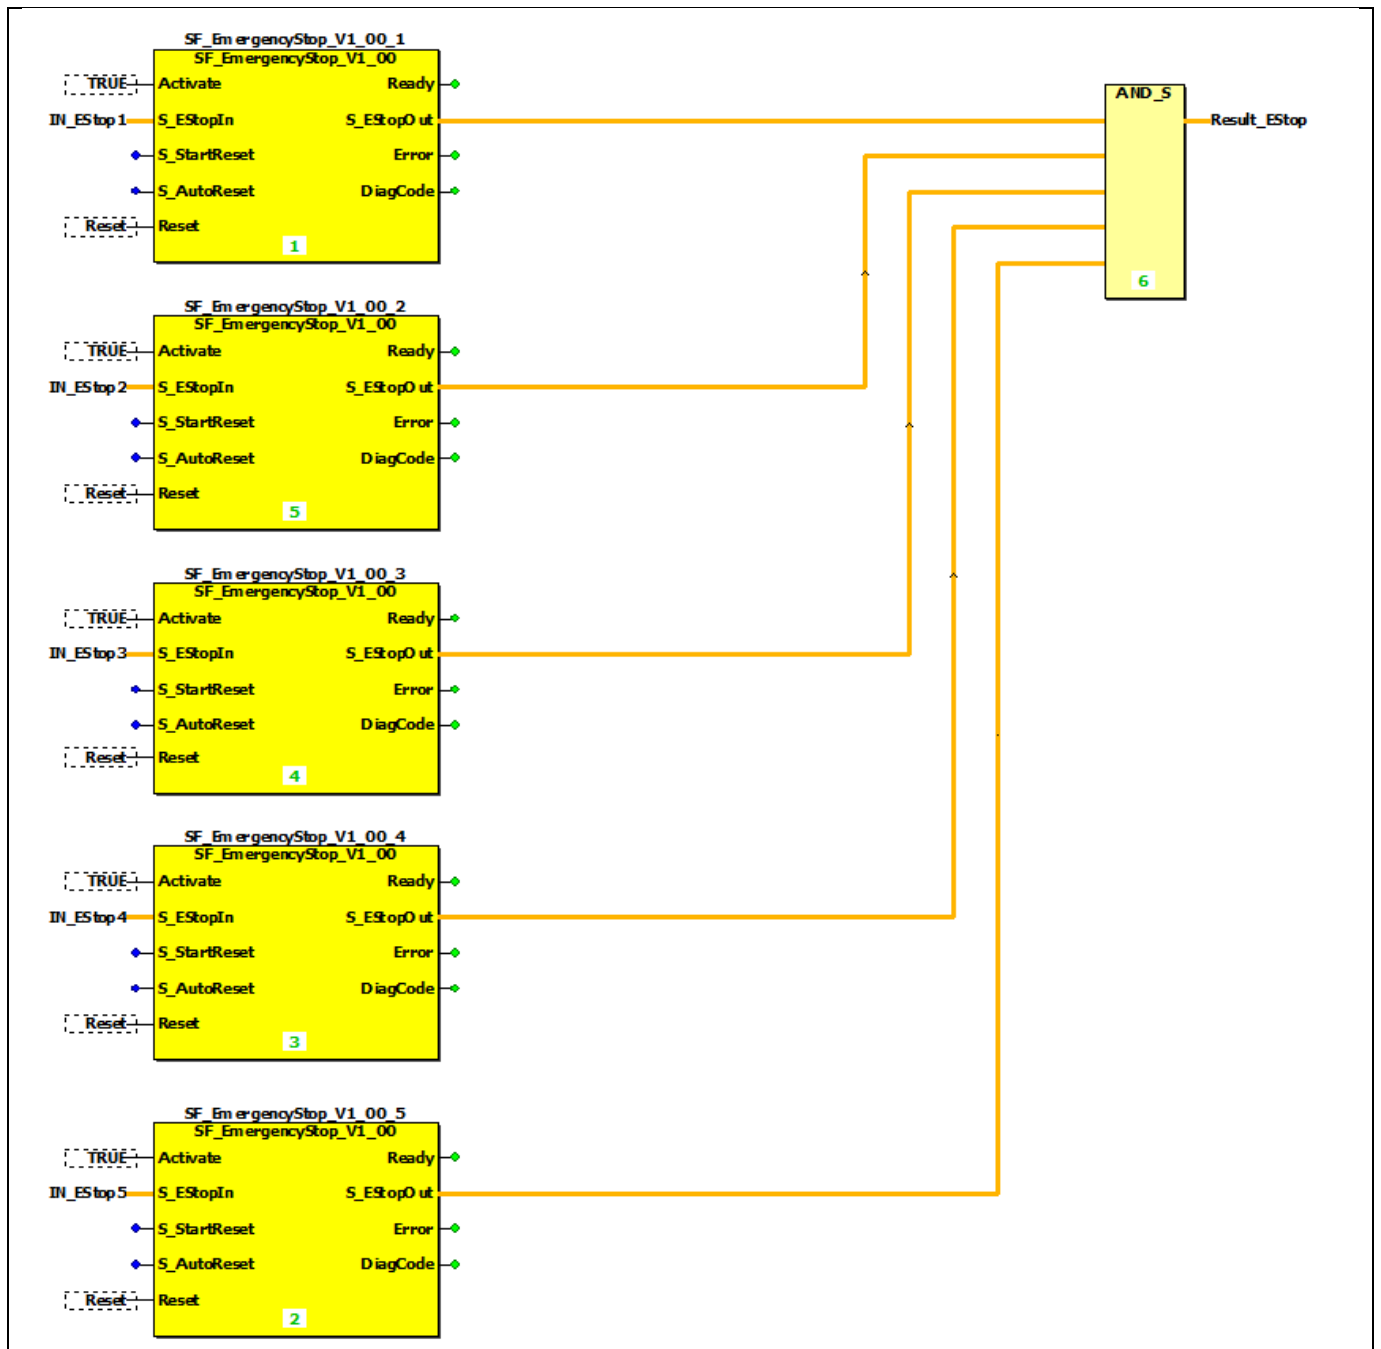 SF_EmergencyStop_V1_00_1
SF_EmergencyStop_V1_00
TRUE Activate Ready
IN_EStop1 S_EStopIn S_EStopOut
S_StartReset Error
S_AutoReset DiagCode
Reset Reset
1
AND_S
Result_EStop
6
SF_EmergencyStop_V1_00_2
SF_EmergencyStop_V1_00
TRUE Activate Ready
IN_EStop2 S_EStopIn S_EStopOut
S_StartReset Error
S_AutoReset DiagCode
Reset Reset
5
SF_EmergencyStop_V1_00_3
SF_EmergencyStop_V1_00
TRUE Activate Ready
IN_EStop3 S_EStopIn S_EStopOut
S_StartReset Error
S_AutoReset DiagCode
Reset Reset
4
SF_EmergencyStop_V1_00_4
SF_EmergencyStop_V1_00
TRUE Activate Ready
IN_EStop4 S_EStopIn S_EStopOut
S_StartReset Error
S_AutoReset DiagCode
Reset Reset
3
SF_EmergencyStop_V1_00_5
SF_EmergencyStop_V1_00
TRUE Activate Ready
IN_EStop5 S_EStopIn S_EStopOut
S_StartReset Error
S_AutoReset DiagCode
Reset Reset
2